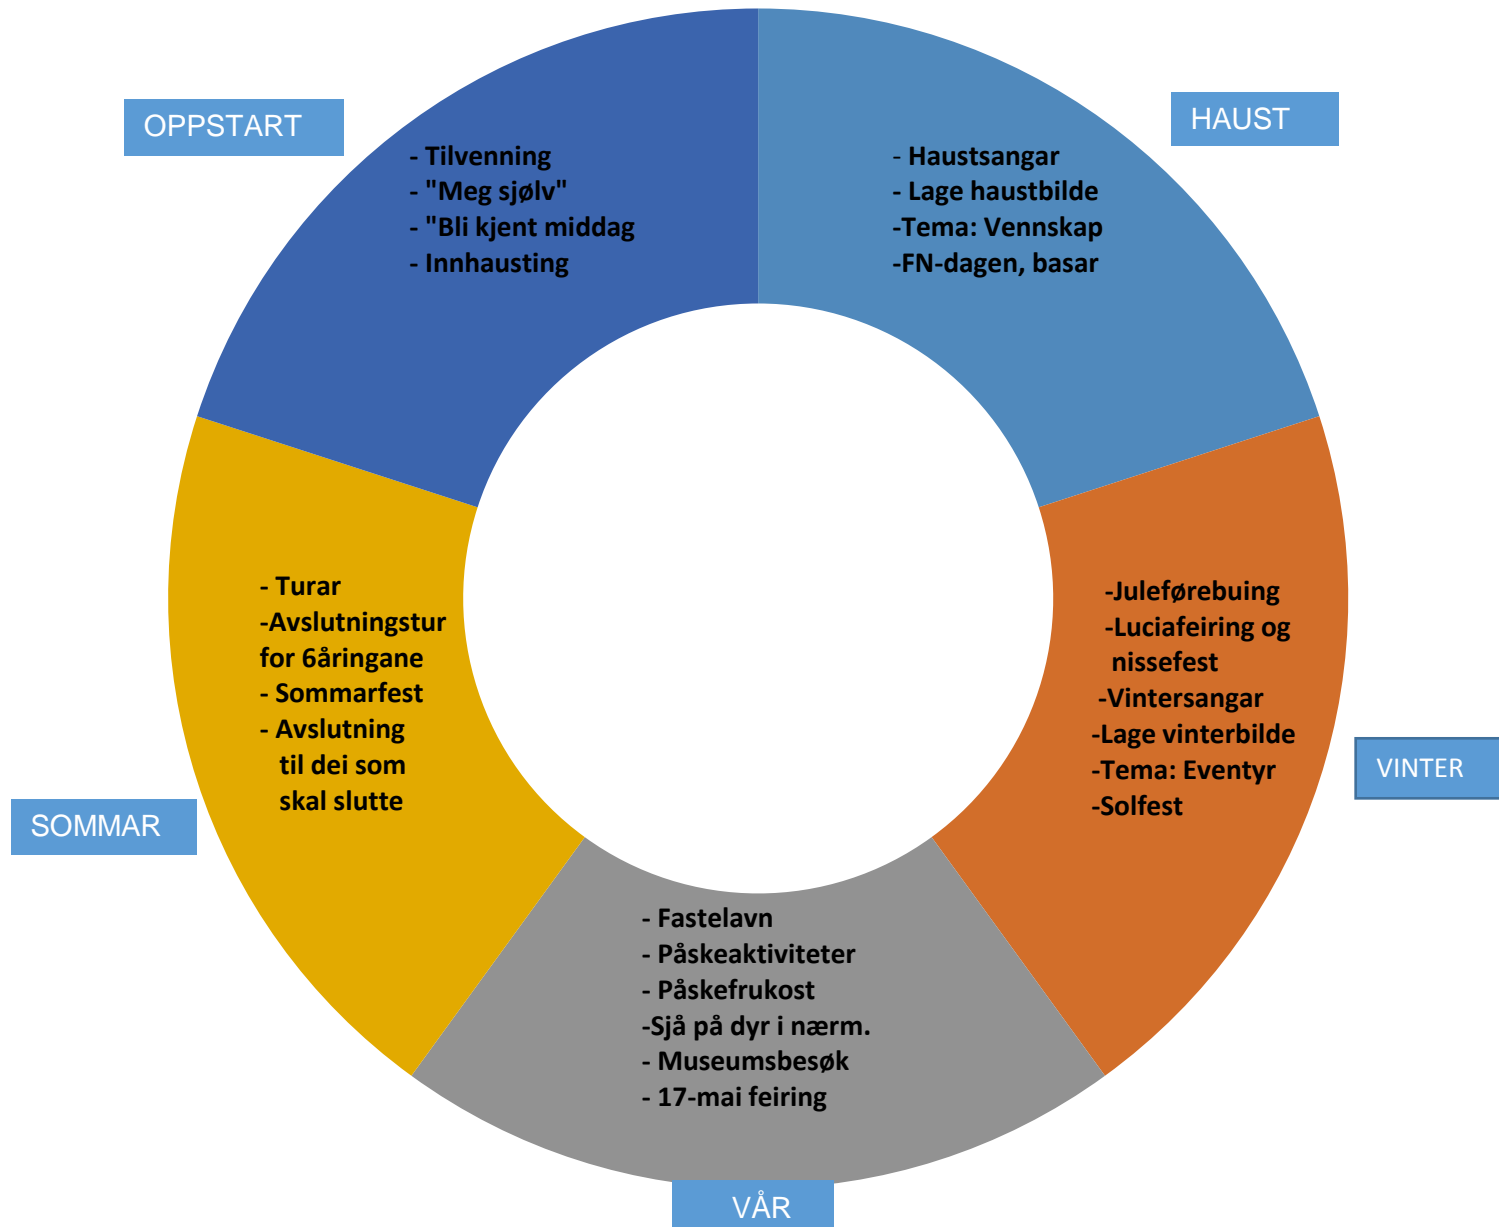 OPPSTART
- Tilvenning
- "Meg sjølv"
- "Bli kjent middag
- Innhausting
HAUST
- Haustsangar
- Lage haustbilde
-Tema: Vennskap
-FN-dagen, basar
-Juleførebuing
-Luciafeiring og
nissefest
-Vintersangar
-Lage vinterbilde
-Tema: Eventyr
-Solfest
VINTER
- Fastelavn
- Påskeaktiviteter
- Påskefrukost
-Sjå på dyr i nærm.
- Museumsbesøk
- 17-mai feiring
VÅR
- Turar
-Avslutningstur
for 6åringane
- Sommarfest
- Avslutning
til dei som
skal slutte
SOMMAR